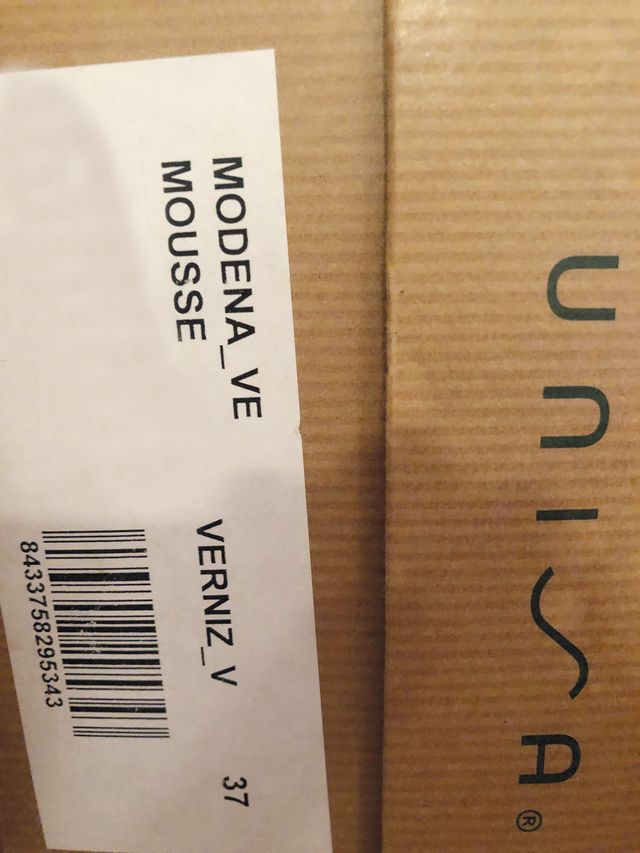 UNISA®
MODENA_VE VERNIZ_V 37
MOUSSE
8433758295343